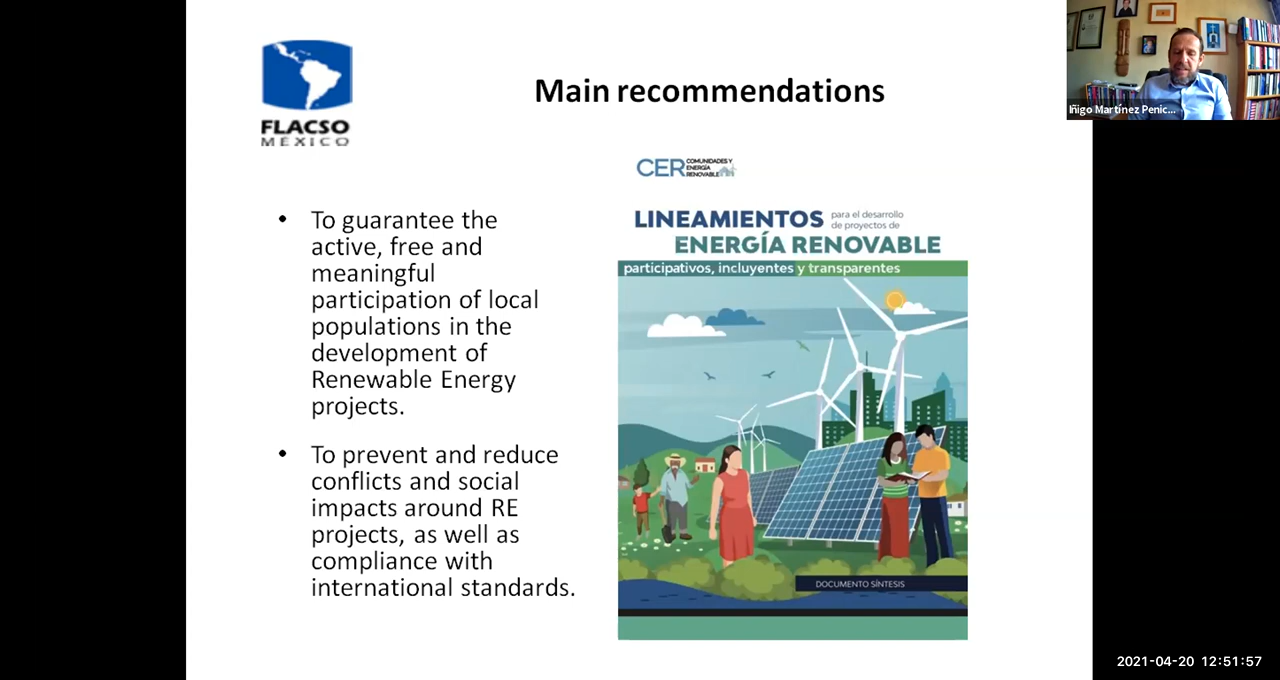 FLACSO
MÉXICO
Main recommendations
Iñigo Martínez Penic...
CER COMUNIDADES Y
ENERGÍA
RENOVABLE
LINEAMIENTOS para el desarrollo
de proyectos de
ENERGÍA RENOVABLE
participativos, incluyentes y transparentes
• To guarantee the
active, free and
meaningful
participation of local
populations in the
development of
Renewable Energy
projects.
• To prevent and reduce
conflicts and social
impacts around RE
projects, as well as
compliance with
international standards.
DOCUMENTO SÍNTESIS
2021-04-20 12:51:57